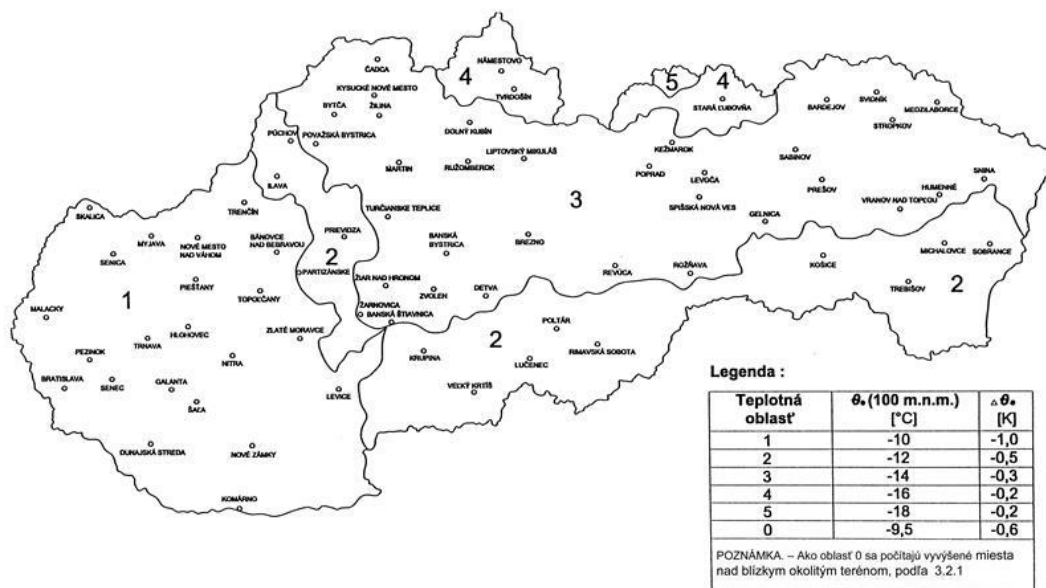 4
NÁMESTOVO
TVRDOŠÍN
ČADCA
KYSUCKÉ NOVÉ MESTO
BYTČA
ŽILINA
5
4
STARÁ ĽUBOVŇA
BARDEJOV
SVIDNÍK
MEDZILABORCE
STROPKOV
PÚCHOV
POVAŽSKÁ BYSTRICA
DOLNÝ KUBÍN
LIPTOVSKÝ MIKULÁŠ
MARTIN
RUŽOMBEROK
KEŽMAROK
POPRAD
LEVOČA
SABINOV
PREŠOV
SNINA
HUMENNÉ
VRANOV NAD TOPĽOU
ILAVA
TRENČÍN
SKALICA
TURČIANSKE TEPLICE
3
SPIŠSKÁ NOVÁ VES
GELNICA
MYJAVA
NOVÉ MESTO
NAD VÁHOM
BÁNOVCE
NAD BEBRAVOU
PRIEVIDZA
2
BANSKÁ
BYSTRICA
BREZNO
MICHALOVCE
SOBRANCE
SENICA
1
PIEŠŤANY
PARTIZÁNSKE
ŽIAR NAD HRONOM
REVÚCA
ROŽŇAVA
KOŠICE
TREBIŠOV
2
TOPOĽČANY
ZVOLEN
DETVA
MALACKY
HLOHOVEC
ŽARNOVICA
BANSKÁ ŠTIAVNICA
TRNAVA
ZLATÉ MORAVCE
POLTÁR
2
RIMAVSKÁ SOBOTA
PEZINOK
NITRA
KRUPINA
LUČENEC
BRATISLAVA
SENEC
GALANTA
LEVICE
VEĽKÝ KRTÍŠ
ŠAĽA
DUNAJSKÁ STREDA
NOVÉ ZÁMKY
KOMÁRNO
Legenda :
Teplotná oblasť θₑ (100 m.n.m.) [°C] △ θₑ [K]
1 -10 -1,0
2 -12 -0,5
3 -14 -0,3
4 -16 -0,2
5 -18 -0,2
0 -9,5 -0,6
POZNÁMKA. – Ako oblasť 0 sa počítajú vyvýšené miesta
nad blízkym okolitým terénom, podľa 3.2.1